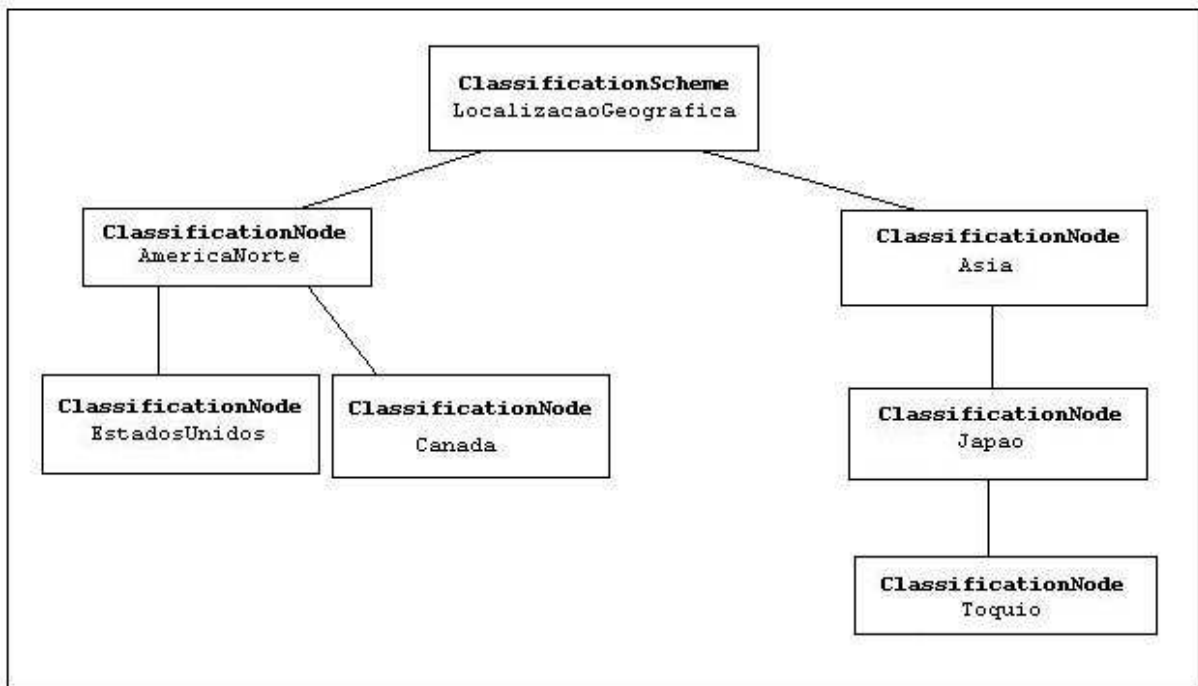 ClassificationScheme
LocalizacaoGeografica
ClassificationNode
AmericaNorte
ClassificationNode
Asia
ClassificationNode
EstadosUnidos
ClassificationNode
Canada
ClassificationNode
Japao
ClassificationNode
Toquio